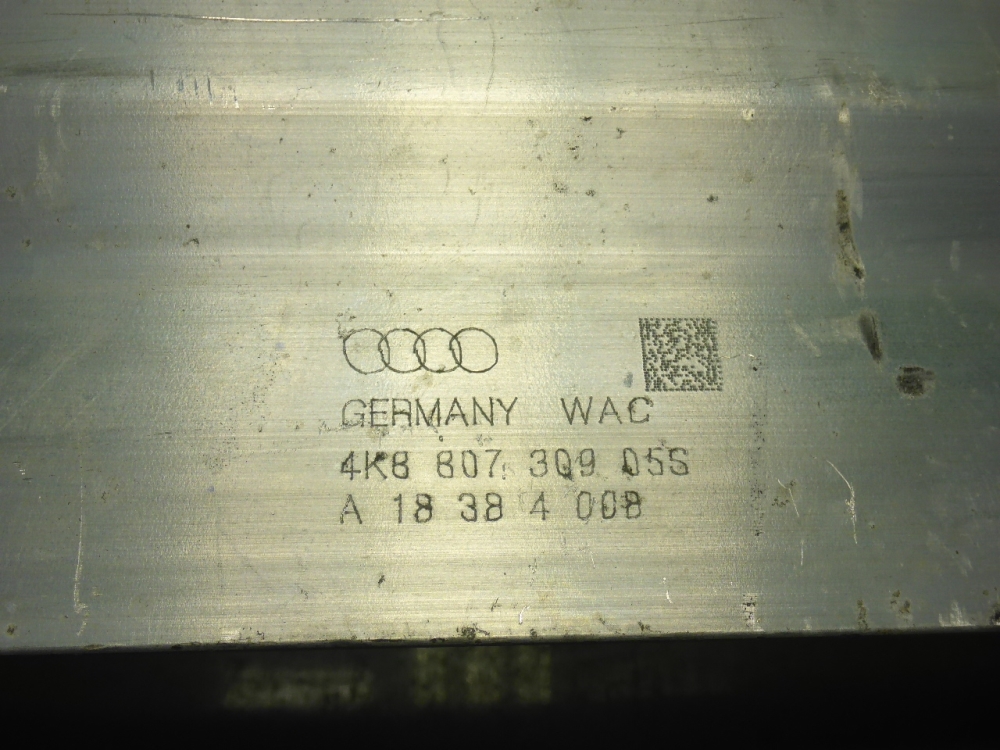 GERMANY WAC
4K8 807 309 05S
A 18 38 4 008